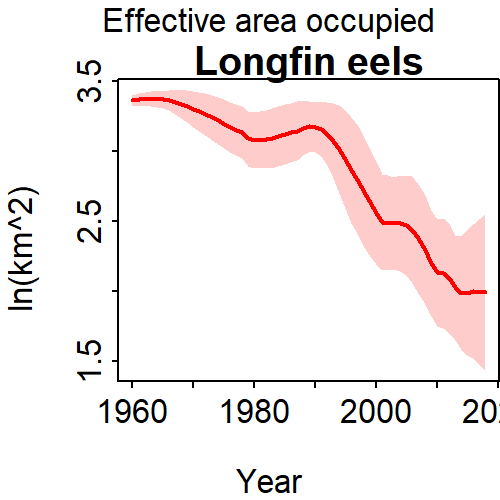 Effective area occupied
Longfin eels
3.5
2.5
1.5
ln(km^2)
1960 1980 2000
Year